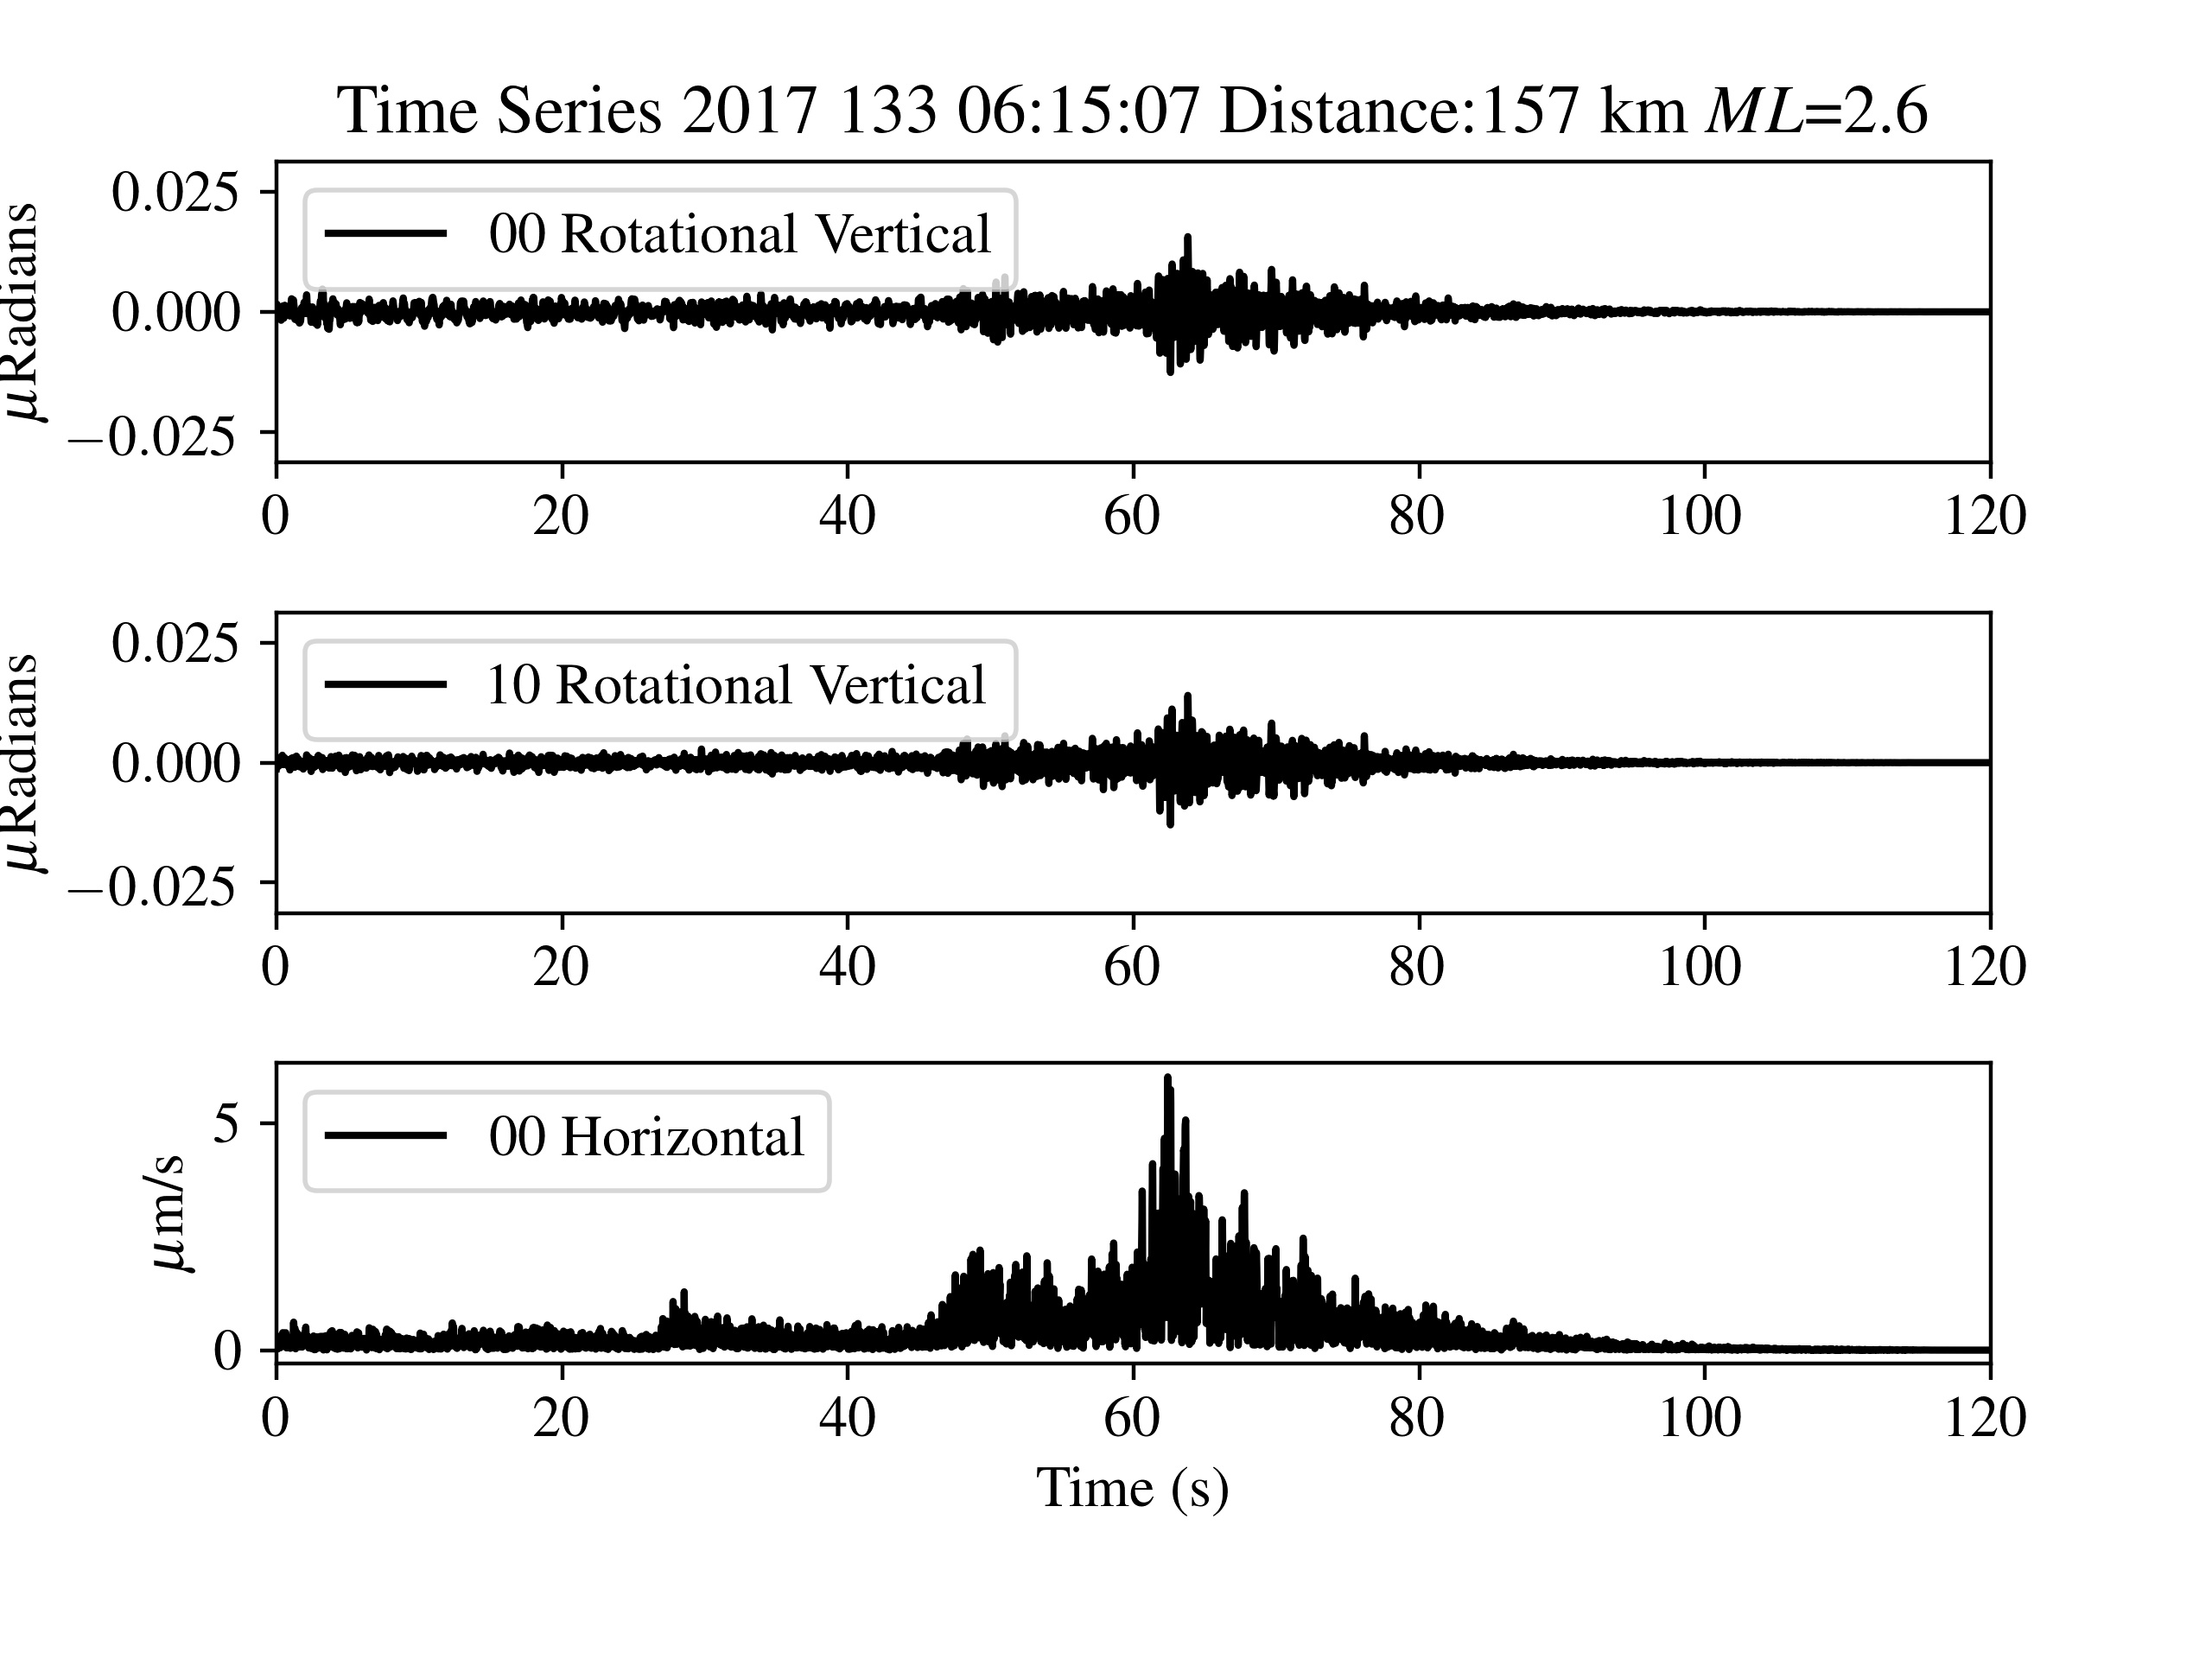 Time Series 2017 133 06:15:07 Distance:157 km ML=2.6
μRadians
0.025
0.000
−0.025
00 Rotational Vertical
0 20 40 60 80 100 120
μRadians
0.025
0.000
−0.025
10 Rotational Vertical
0 20 40 60 80 100 120
μm/s
5
0
00 Horizontal
0 20 40 60 80 100 120
Time (s)